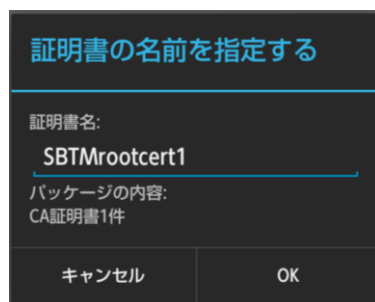 証明書の名前を指定する
証明書名:
SBTMrootcert1
パッケージの内容:
CA証明書1件
キャンセル
OK